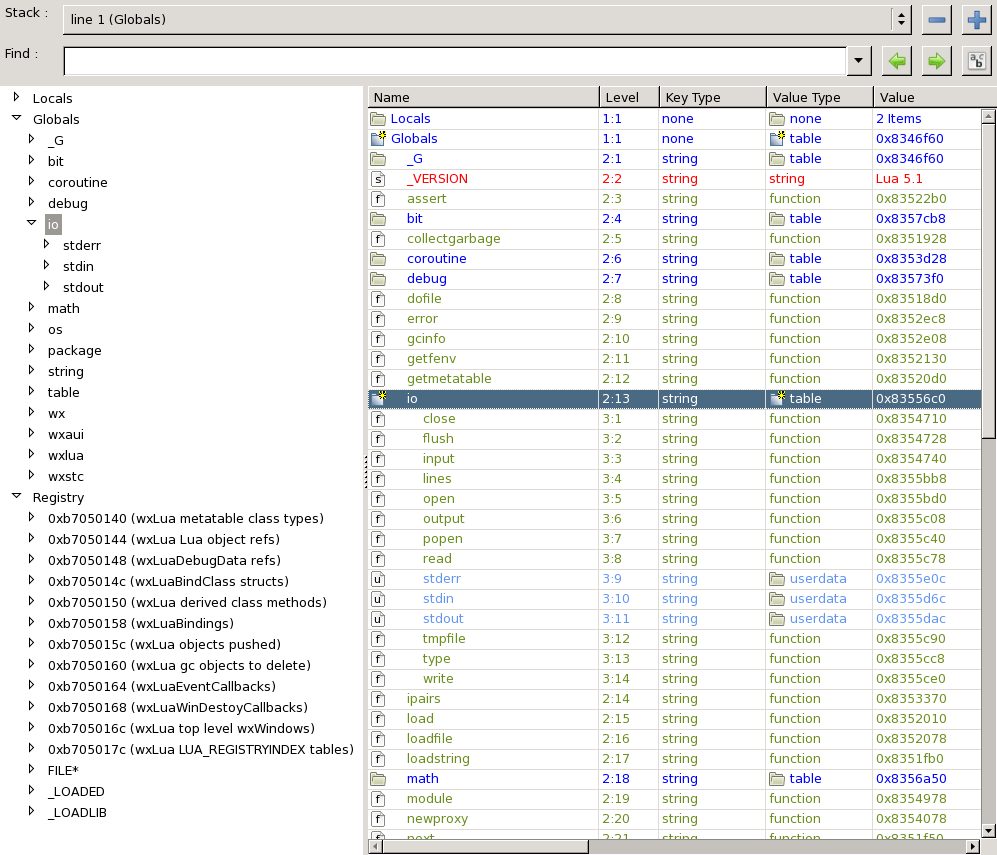 Stack :
line 1 (Globals)
Find :
Locals
Globals
_G
bit
coroutine
debug
io
stderr
stdin
stdout
math
os
package
string
table
wx
wxaui
wxlua
wxstc
Registry
0xb7050140 (wxLua metatable class types)
0xb7050144 (wxLua Lua object refs)
0xb7050148 (wxLuaDebugData refs)
0xb705014c (wxLuaBindClass structs)
0xb7050150 (wxLua derived class methods)
0xb7050158 (wxLuaBindings)
0xb705015c (wxLua objects pushed)
0xb7050160 (wxLua gc objects to delete)
0xb7050164 (wxLuaEventCallbacks)
0xb7050168 (wxLuaWinDestoyCallbacks)
0xb705016c (wxLua top level wxWindows)
0xb705017c (wxLua LUA_REGISTRYINDEX tables)
FILE*
_LOADED
_LOADLIB
Name Level Key Type Value Type Value
Locals 1:1 none none 2 Items
Globals 1:1 none table 0x8346f60
_G 2:1 string table 0x8346f60
s _VERSION 2:2 string string Lua 5.1
f assert 2:3 string function 0x83522b0
bit 2:4 string table 0x8357cb8
f collectgarbage 2:5 string function 0x8351928
coroutine 2:6 string table 0x8353d28
debug 2:7 string table 0x83573f0
f dofile 2:8 string function 0x83518d0
f error 2:9 string function 0x8352ec8
f gcinfo 2:10 string function 0x8352e08
f getfenv 2:11 string function 0x8352130
f getmetatable 2:12 string function 0x83520d0
io 2:13 string table 0x83556c0
f close 3:1 string function 0x8354710
f flush 3:2 string function 0x8354728
f input 3:3 string function 0x8354740
f lines 3:4 string function 0x8355bb8
f open 3:5 string function 0x8355bd0
f output 3:6 string function 0x8355c08
f popen 3:7 string function 0x8355c40
f read 3:8 string function 0x8355c78
u stderr 3:9 string userdata 0x8355e0c
u stdin 3:10 string userdata 0x8355d6c
u stdout 3:11 string userdata 0x8355dac
f tmpfile 3:12 string function 0x8355c90
f type 3:13 string function 0x8355cc8
f write 3:14 string function 0x8355ce0
f ipairs 2:14 string function 0x8353370
f load 2:15 string function 0x8352010
f loadfile 2:16 string function 0x8352078
f loadstring 2:17 string function 0x8351fb0
math 2:18 string table 0x8356a50
f module 2:19 string function 0x8354978
f newproxy 2:20 string function 0x8354078
f next 2:21 string function 0x8351f50